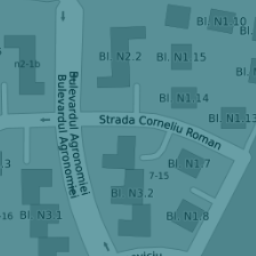 Bl. N1.10
Bl. N2.2
Bl. N1.15
n2-1b
Bl. N1.14
Bulevardul Agronomiei
Bulevardul Agronomiei
Strada Corneliu Roman
Bl. N1.13
Bl. N1.7
7-15
Bl. N3.2
Bl. N3.1
Bl. N1.8